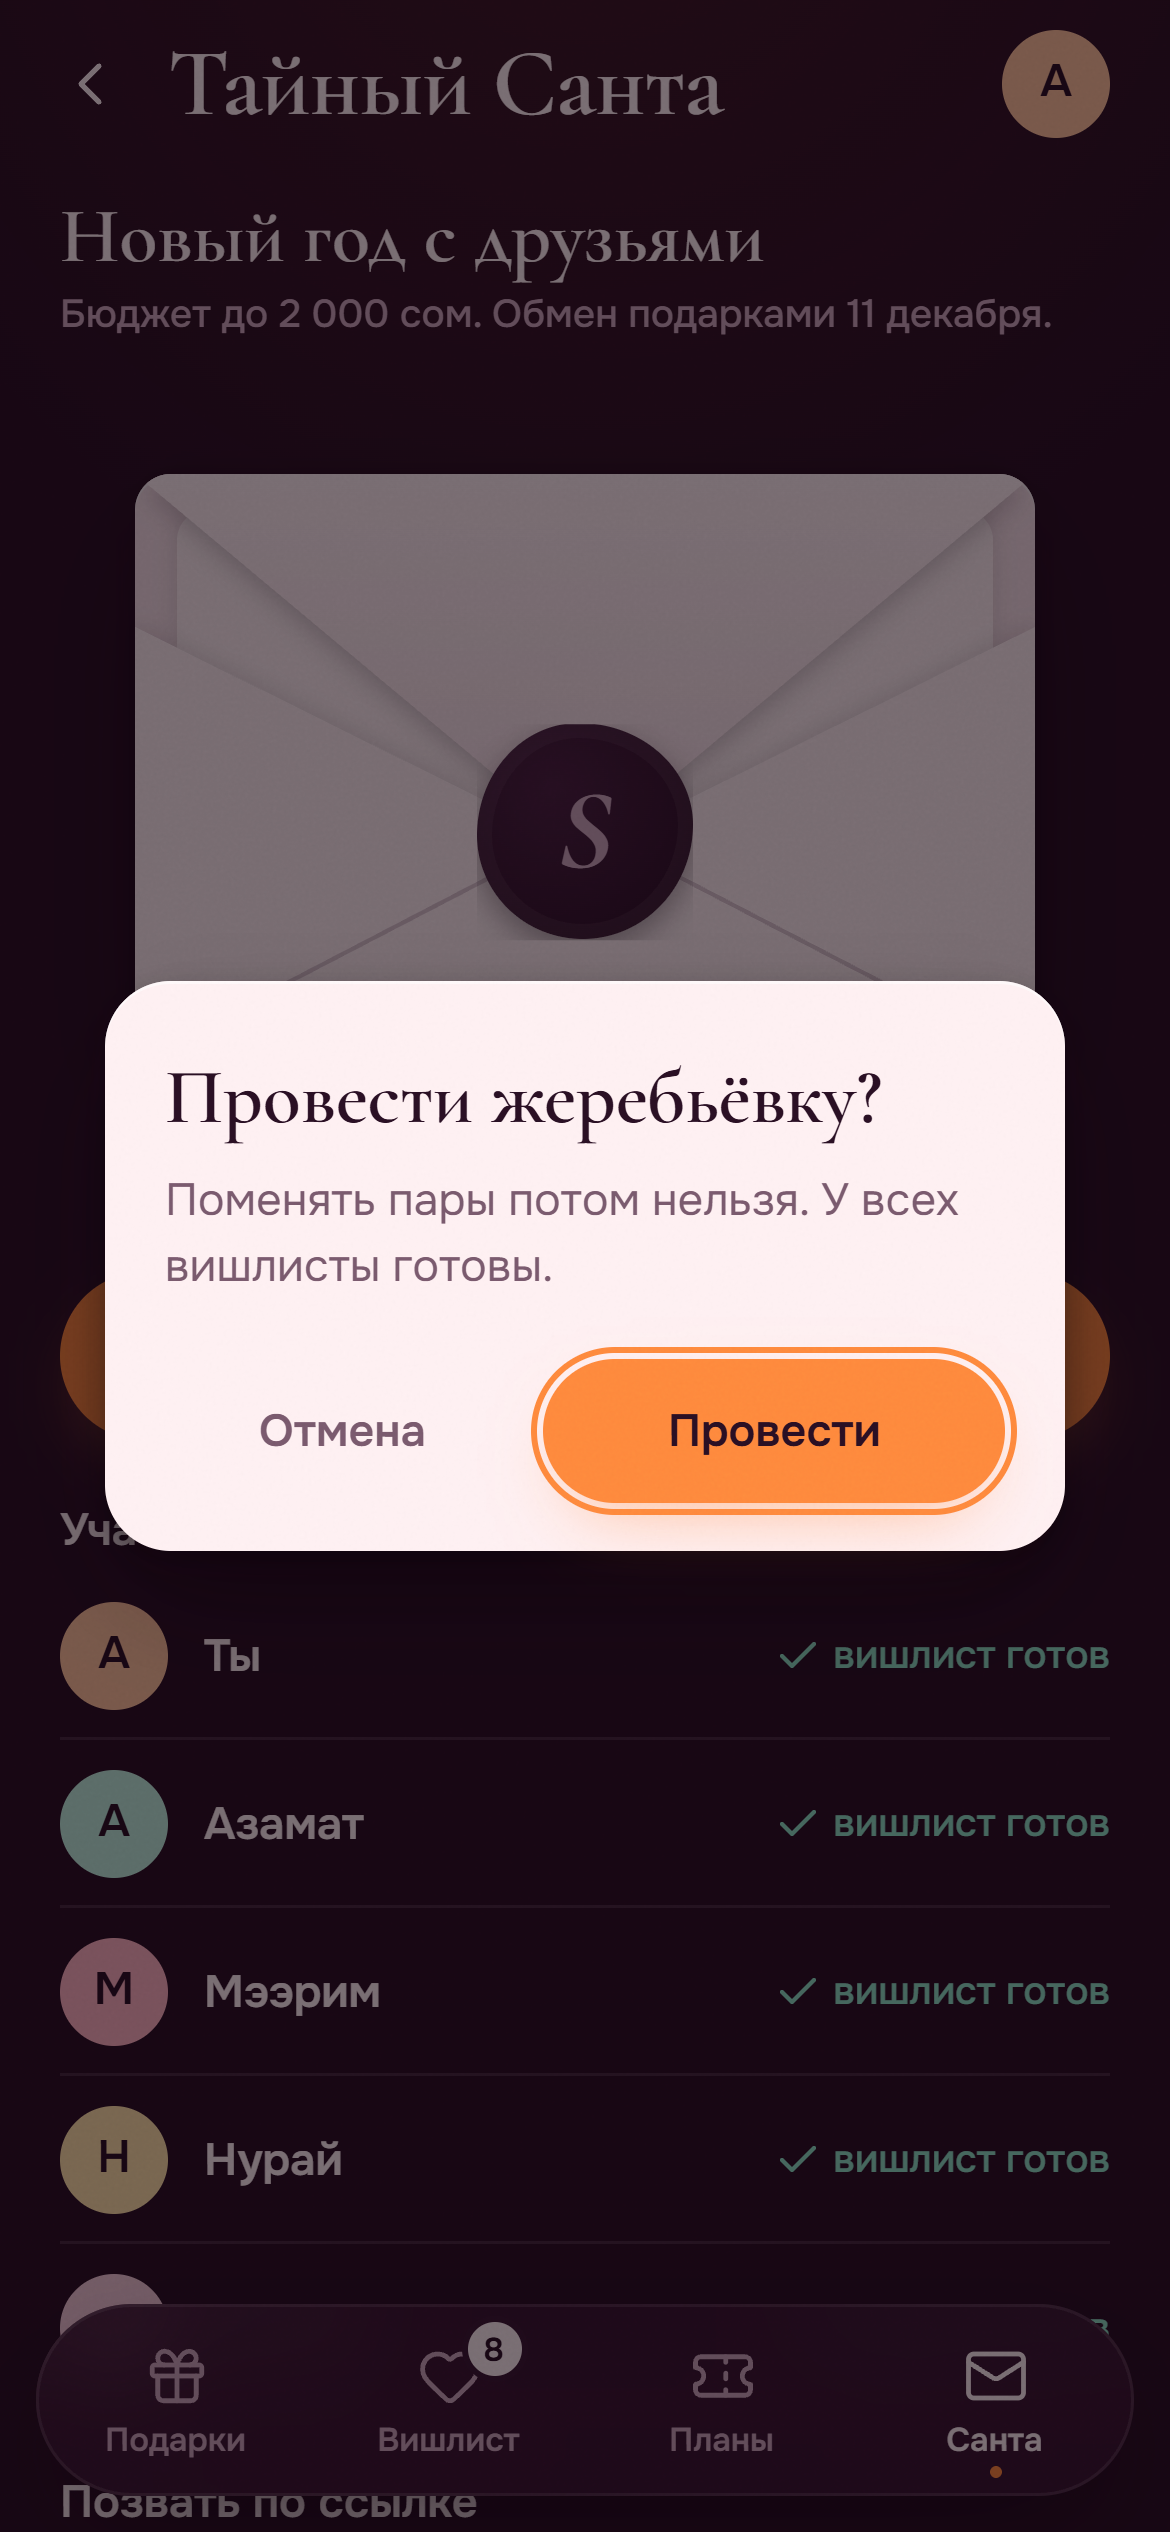 Тайный Санта
А
Новый год с друзьями
Бюджет до 2 000 сом. Обмен подарками 11 декабря.
S
Провести жеребьёвку?
Поменять пары потом нельзя. У всех
вишлисты готовы.
Отмена
Провести
А
Ты
вишлист готов
А
Азамат
вишлист готов
М
Мээрим
вишлист готов
Н
Нурай
вишлист готов
8
Подарки
Вишлист
Планы
Санта
Позвать по ссылке